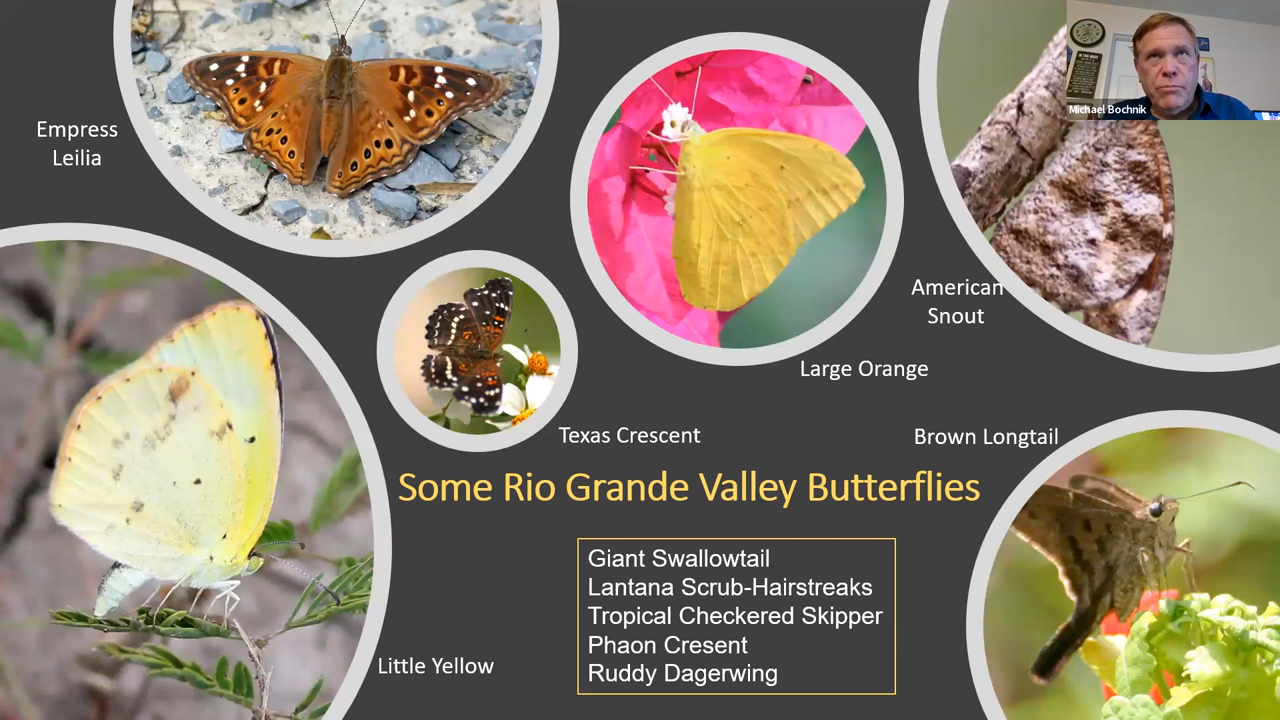 Michael Bochnik
Empress
Leilia
American
Snout
Large Orange
Texas Crescent
Brown Longtail
Some Rio Grande Valley Butterflies
Giant Swallowtail
Lantana Scrub-Hairstreaks
Tropical Checkered Skipper
Phaon Cresent
Ruddy Dagerwing
Little Yellow